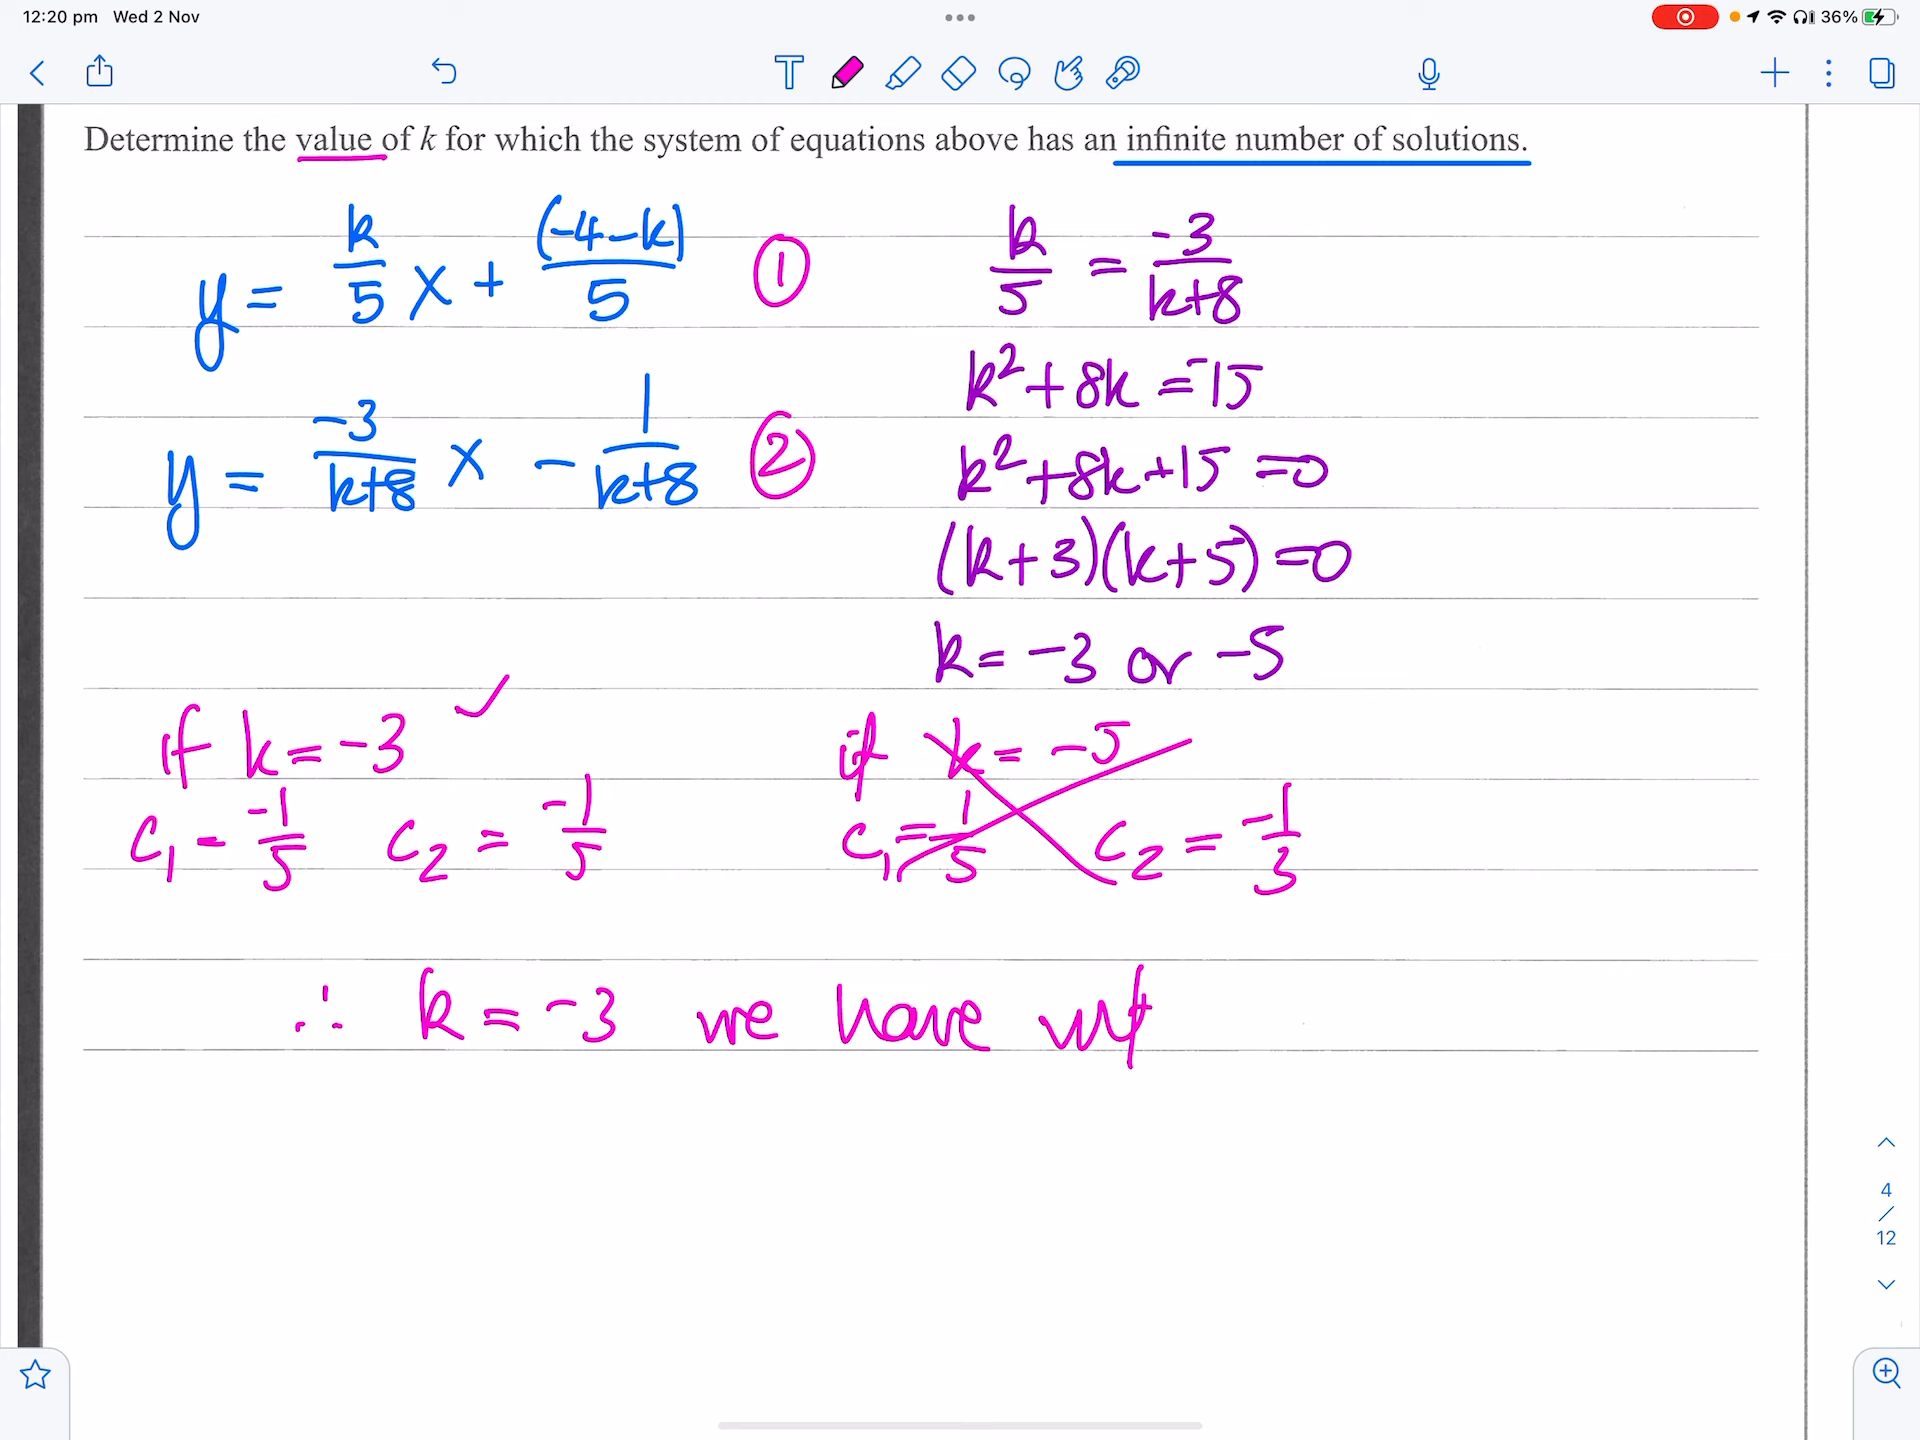 12:20 pm Wed 2 Nov
36%
T
Determine the value of k for which the system of equations above has an infinite number of solutions.
y = k/5 x + (-4-k)/5 ①
y = -3/k+8 x - 1/k+8 ②
k/5 = -3/k+8
k² + 8k = -15
k² + 8k + 15 = 0
(k+3)(k+5) = 0
k = -3 or -5
if k = -3 ✓
c₁ = -1/5 c₂ = -1/5
if k = -5
c₁ = 1/5 c₂ = -1/3
∴ k = -3 we have inf
4
/
12